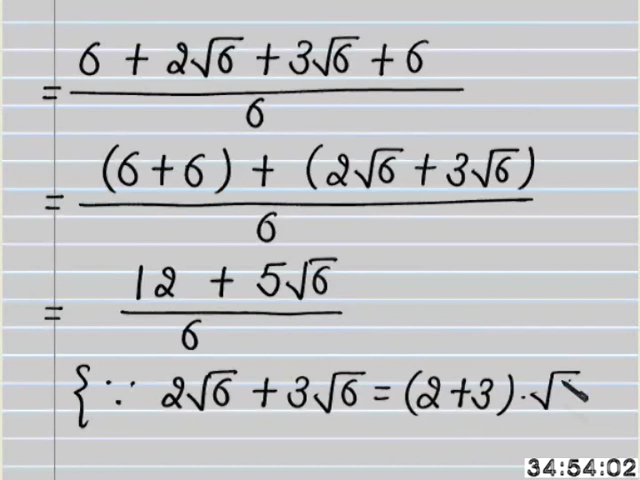 = (6 + 2√6 + 3√6 + 6)/6
= ((6+6) + (2√6 + 3√6))/6
= (12 + 5√6)/6
{∵ 2√6 + 3√6 = (2+3)·√
34:54:02